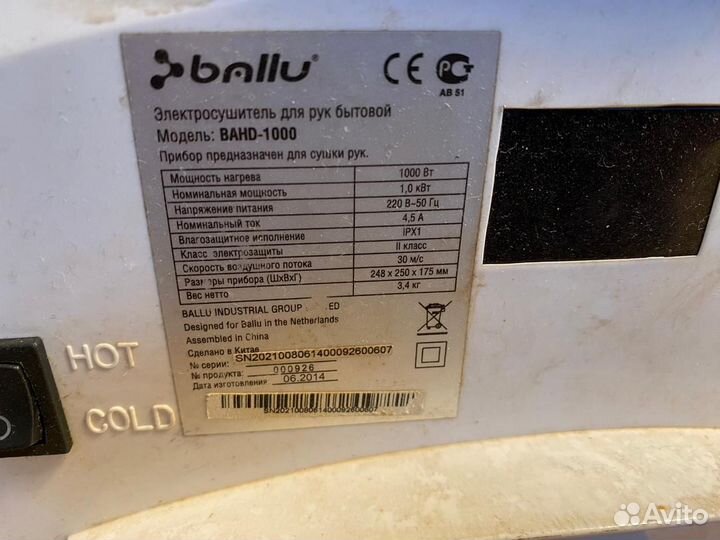 ballu®
CE PCT
АВ 51
Электросушитель для рук бытовой
Модель: BAHD-1000
Прибор предназначен для сушки рук.
Мощность нагрева 1000 Вт
Номинальная мощность 1,0 кВт
Напряжение питания 220 В~50 Гц
Номинальный ток 4,5 А
Влагозащитное исполнение IPX1
Класс электрозащиты II класс
Скорость воздушного потока 30 м/с
Размеры прибора (ШхВхГ) 248 x 250 x 175 мм
Вес нетто 3,4 кг
BALLU INDUSTRIAL GROUP
Designed for Ballu in the Netherlands
Assembled in China
Сделано в Китае
№ серии: SN2021008061400092600607
№ продукта: 000926
Дата изготовления 06.2014
SN2021008061400092600607
HOT
COLD
Avito